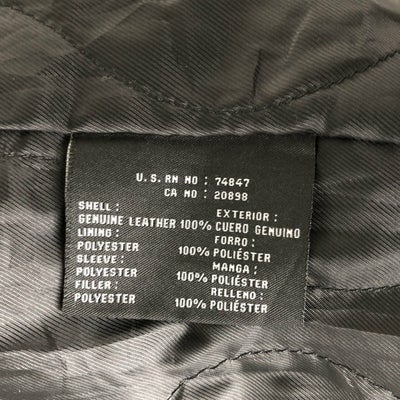 U.S. RN NO : 74847
CA NO : 20898
SHELL : EXTERIOR :
GENUINE LEATHER 100% CUERO GENUINO
LINING : FORRO :
POLYESTER 100% POLIÉSTER
SLEEVE : MANGA :
POLYESTER 100% POLIÉSTER
FILLER : RELLENO :
POLYESTER 100% POLIÉSTER